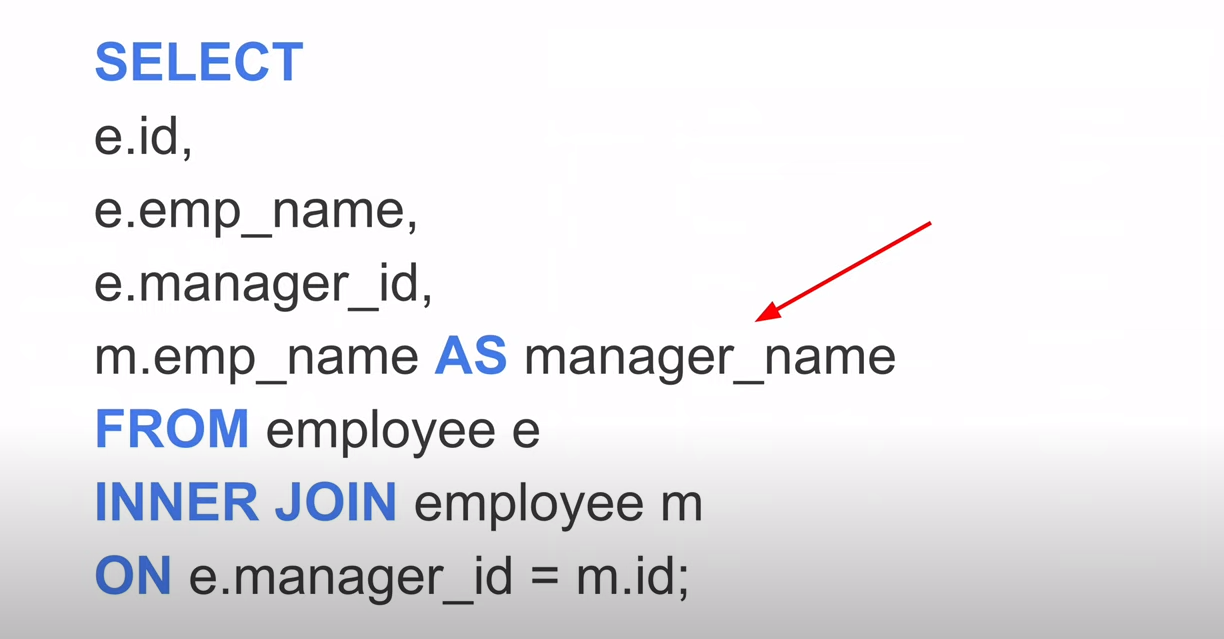 SELECT
e.id,
e.emp_name,
e.manager_id,
m.emp_name AS manager_name
FROM employee e
INNER JOIN employee m
ON e.manager_id = m.id;